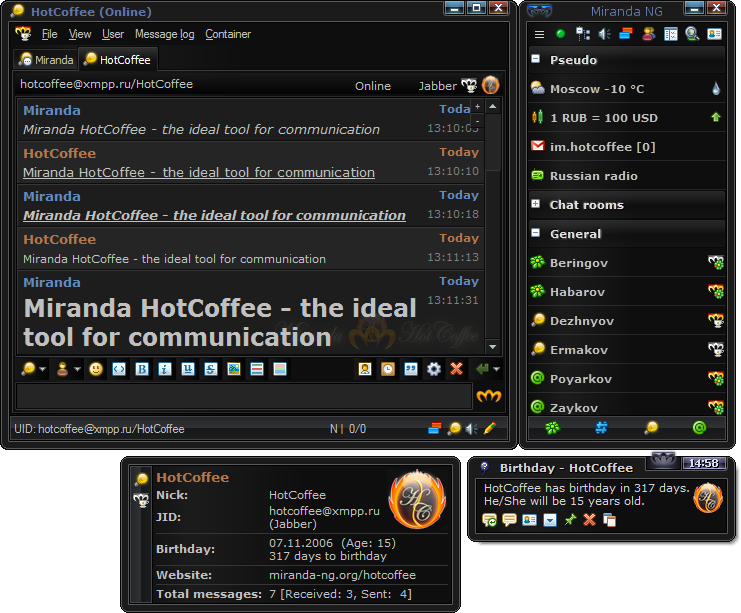 HotCoffee (Online)
File View User Message log Container
Miranda HotCoffee
hotcoffee@xmpp.ru/HotCoffee Online Jabber
Miranda Toda
Miranda HotCoffee - the ideal tool for communication 13:10:03
HotCoffee Today
Miranda HotCoffee - the ideal tool for communication 13:10:10
Miranda Today
Miranda HotCoffee - the ideal tool for communication 13:10:18
HotCoffee Today
Miranda HotCoffee - the ideal tool for communication 13:11:13
Miranda Today
Miranda HotCoffee - the ideal 13:11:31
tool for communication
Miranda HotCoffee
UID: hotcoffee@xmpp.ru/HotCoffee N | 0/0
Miranda NG
Pseudo
Moscow -10 °C
1 RUB = 100 USD
im.hotcoffee [0]
Russian radio
Chat rooms
General
Beringov
Habarov
Dezhnyov
Ermakov
Poyarkov
Zaykov
HotCoffee
Nick: HotCoffee
JID: hotcoffee@xmpp.ru
(Jabber)
Birthday: 07.11.2006 (Age: 15)
317 days to birthday
Website: miranda-ng.org/hotcoffee
Total messages: 7 [Received: 3, Sent: 4]
HC
Birthday - HotCoffee 14:58
HotCoffee has birthday in 317 days.
He/She will be 15 years old.
HC